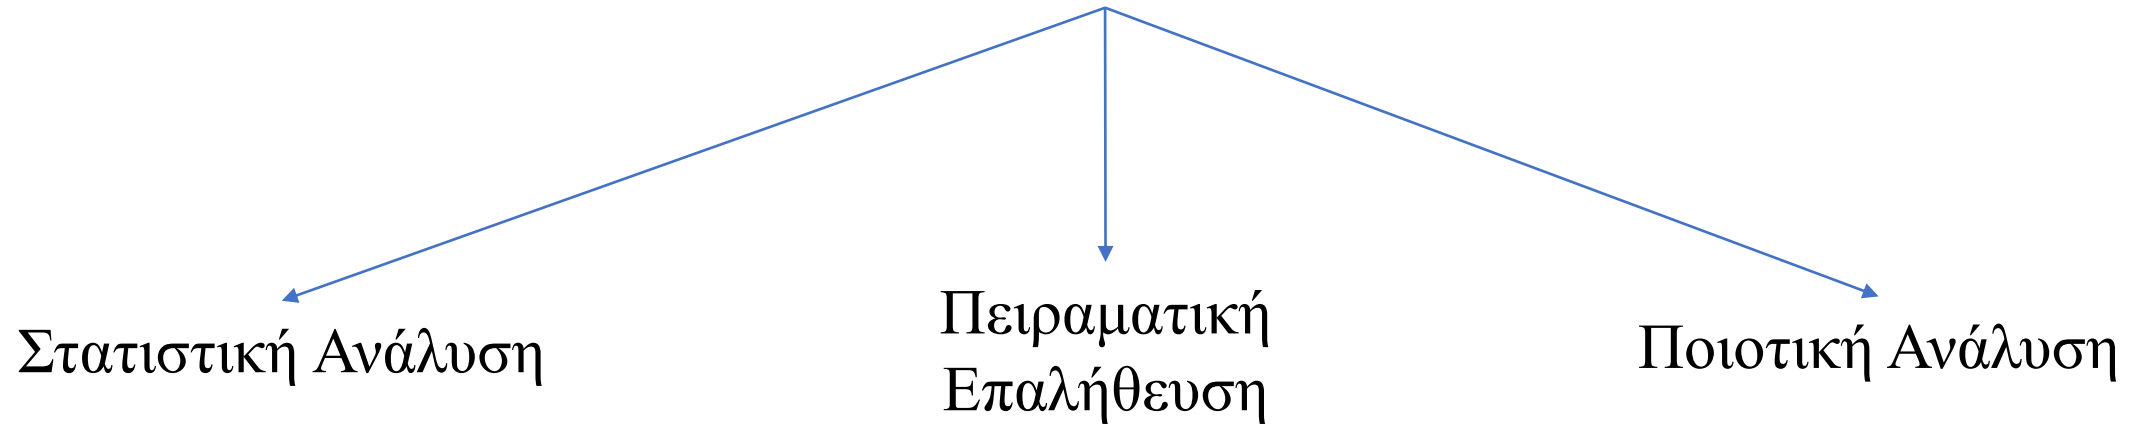 Στατιστική Ανάλυση
Πειραματική
Επαλήθευση
Ποιοτική Ανάλυση